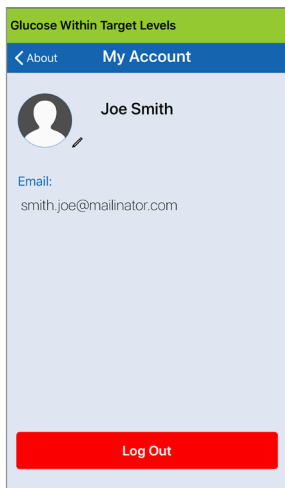 Glucose Within Target Levels
About
My Account
Joe Smith
Email:
smith.joe@mailinator.com
Log Out